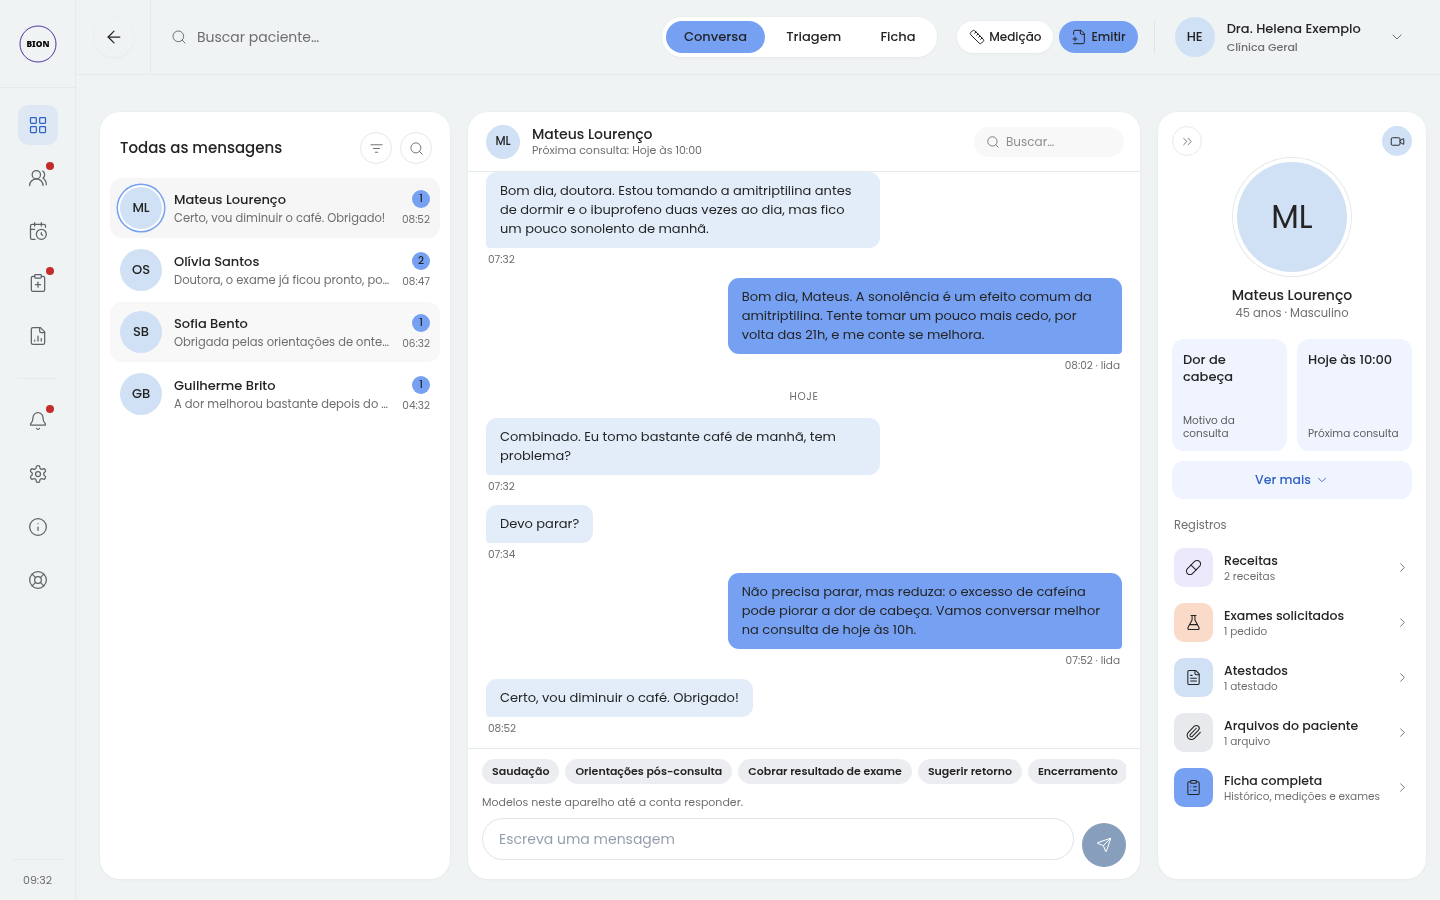 BION
Buscar paciente...
Conversa
Triagem
Ficha
Medição
Emitir
HE
Dra. Helena Exemplo
Clínica Geral
Todas as mensagens
ML
Mateus Lourenço
1
Certo, vou diminuir o café. Obrigado!
08:52
OS
Olívia Santos
2
Doutora, o exame já ficou pronto, po...
08:47
SB
Sofia Bento
1
Obrigada pelas orientações de onte...
06:32
GB
Guilherme Brito
1
A dor melhorou bastante depois do ...
04:32
09:32
ML
Mateus Lourenço
Próxima consulta: Hoje às 10:00
Buscar...
Bom dia, doutora. Estou tomando a amitriptilina antes
de dormir e o ibuprofeno duas vezes ao dia, mas fico
um pouco sonolento de manhã.
07:32
Bom dia, Mateus. A sonolência é um efeito comum da
amitriptilina. Tente tomar um pouco mais cedo, por
volta das 21h, e me conte se melhora.
08:02 · lida
HOJE
Combinado. Eu tomo bastante café de manhã, tem
problema?
07:32
Devo parar?
07:34
Não precisa parar, mas reduza: o excesso de cafeína
pode piorar a dor de cabeça. Vamos conversar melhor
na consulta de hoje às 10h.
07:52 · lida
Certo, vou diminuir o café. Obrigado!
08:52
Saudação
Orientações pós-consulta
Cobrar resultado de exame
Sugerir retorno
Encerramento
Modelos neste aparelho até a conta responder.
Escreva uma mensagem
ML
Mateus Lourenço
45 anos · Masculino
Dor de
cabeça
Motivo da
consulta
Hoje às 10:00
Próxima consulta
Ver mais
Registros
Receitas
2 receitas
Exames solicitados
1 pedido
Atestados
1 atestado
Arquivos do paciente
1 arquivo
Ficha completa
Histórico, medições e exames